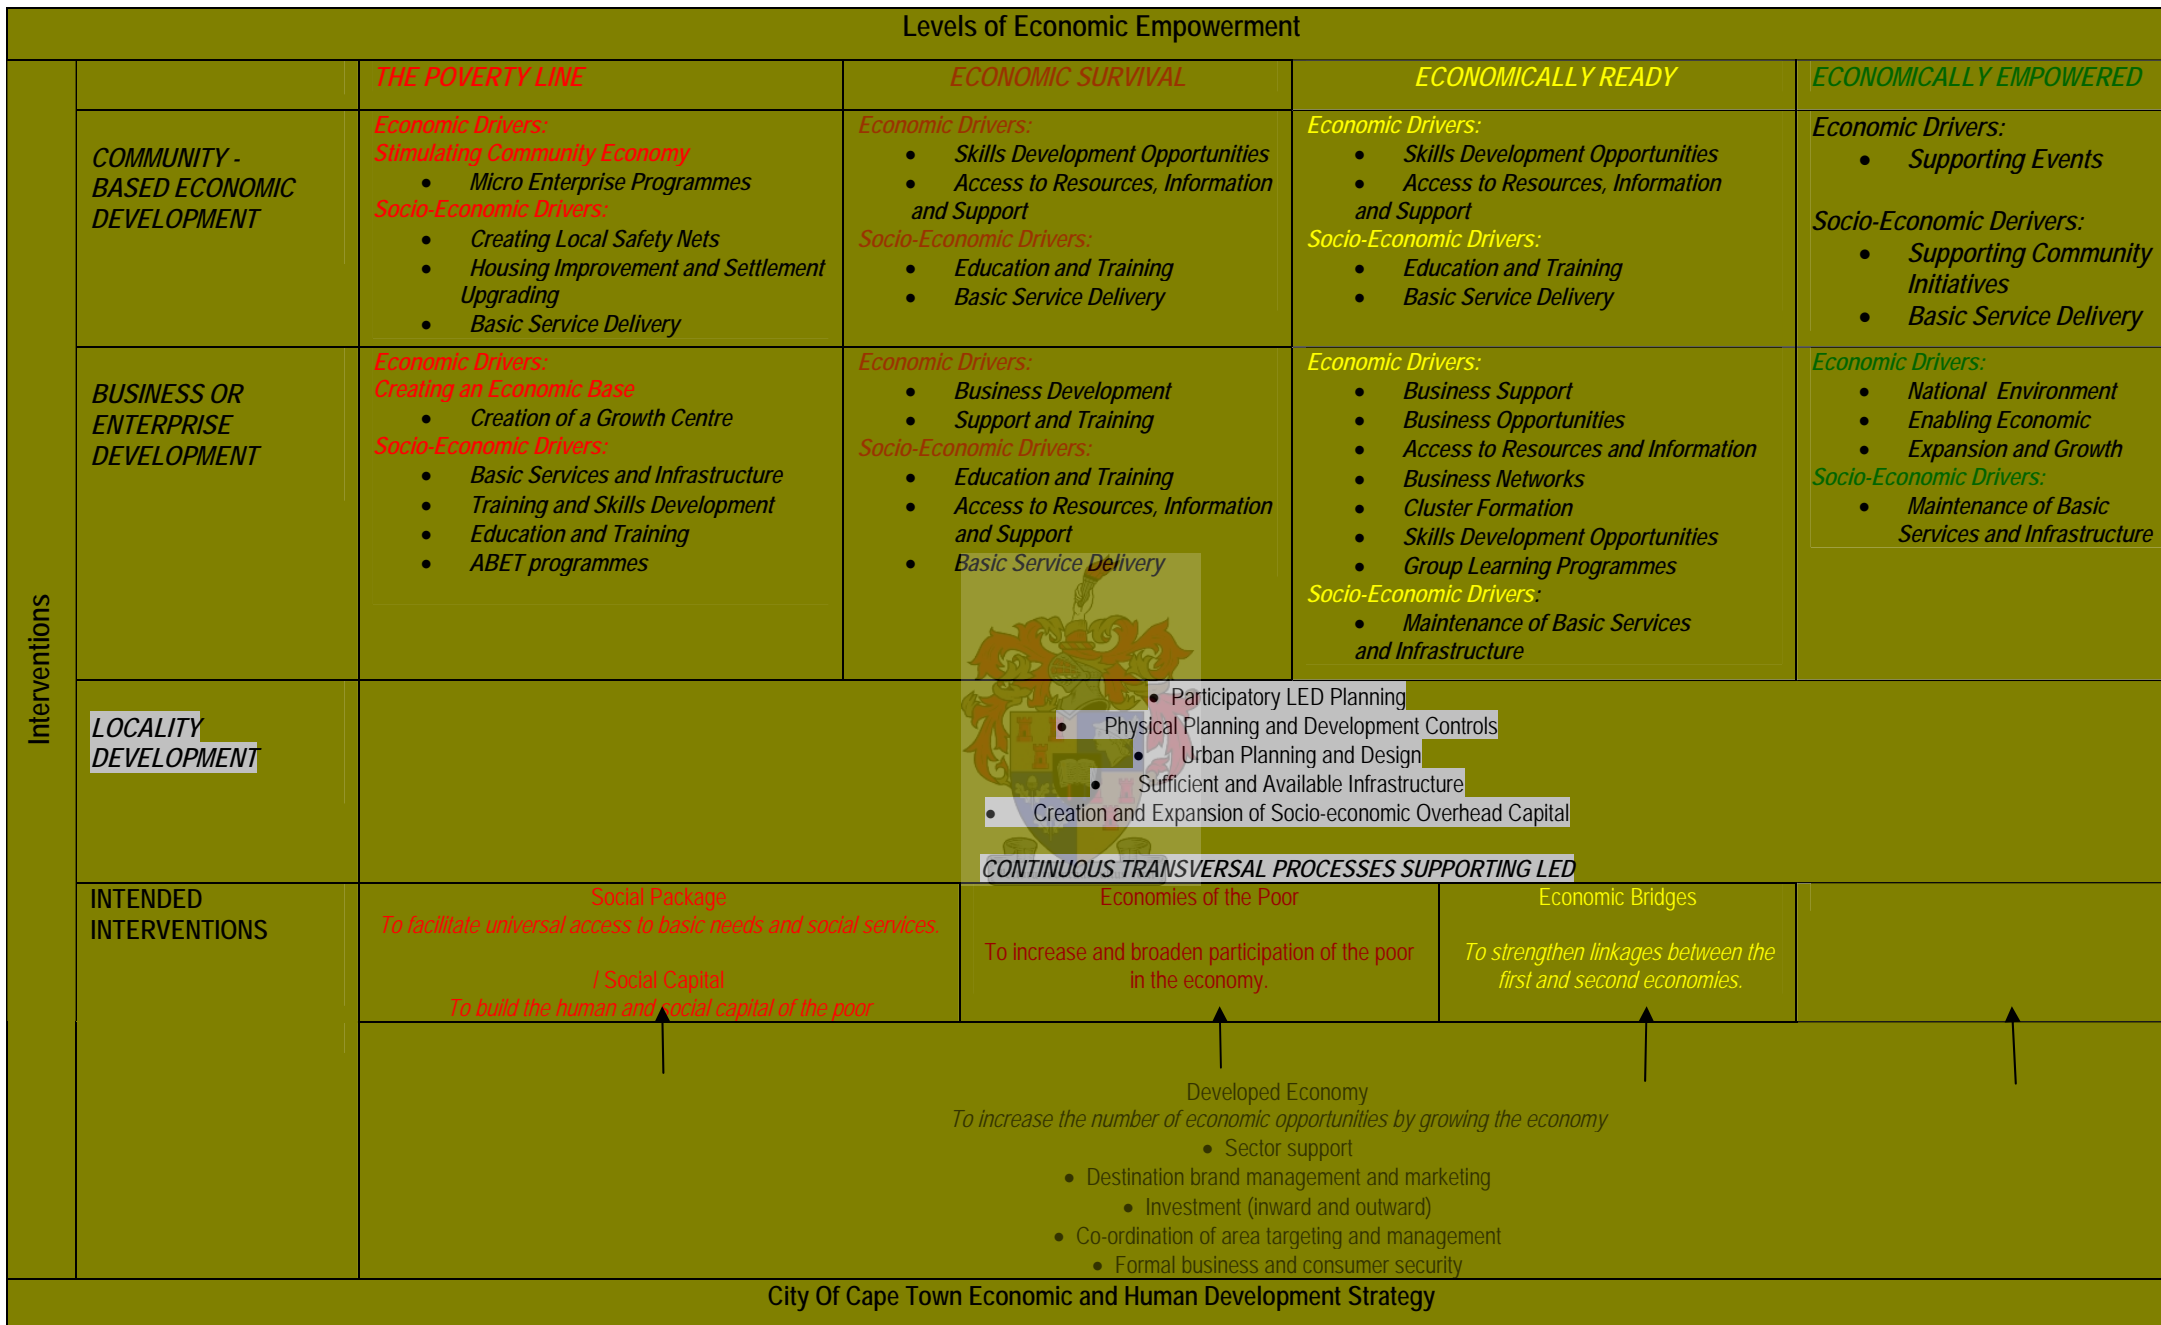 Levels of Economic Empowerment
THE POVERTY LINE
ECONOMIC SURVIVAL
ECONOMICALLY READY
ECONOMICALLY EMPOWERED
Interventions
COMMUNITY -
BASED ECONOMIC
DEVELOPMENT
Economic Drivers:
Stimulating Community Economy
• Micro Enterprise Programmes
Socio-Economic Drivers:
• Creating Local Safety Nets
• Housing Improvement and Settlement
Upgrading
• Basic Service Delivery
Economic Drivers:
• Skills Development Opportunities
• Access to Resources, Information
and Support
Socio-Economic Drivers:
• Education and Training
• Basic Service Delivery
Economic Drivers:
• Skills Development Opportunities
• Access to Resources, Information
and Support
Socio-Economic Drivers:
• Education and Training
• Basic Service Delivery
Economic Drivers:
• Supporting Events
Socio-Economic Derivers:
• Supporting Community
Initiatives
• Basic Service Delivery
BUSINESS OR
ENTERPRISE
DEVELOPMENT
Economic Drivers:
Creating an Economic Base
• Creation of a Growth Centre
Socio-Economic Drivers:
• Basic Services and Infrastructure
• Training and Skills Development
• Education and Training
• ABET programmes
Economic Drivers:
• Business Development
• Support and Training
Socio-Economic Drivers:
• Education and Training
• Access to Resources, Information
and Support
• Basic Service Delivery
Economic Drivers:
• Business Support
• Business Opportunities
• Access to Resources and Information
• Business Networks
• Cluster Formation
• Skills Development Opportunities
• Group Learning Programmes
Socio-Economic Drivers:
• Maintenance of Basic Services
and Infrastructure
Economic Drivers:
• National Environment
• Enabling Economic
• Expansion and Growth
Socio-Economic Drivers:
• Maintenance of Basic
Services and Infrastructure
LOCALITY
DEVELOPMENT
• Participatory LED Planning
• Physical Planning and Development Controls
• Urban Planning and Design
• Sufficient and Available Infrastructure
• Creation and Expansion of Socio-economic Overhead Capital
CONTINUOUS TRANSVERSAL PROCESSES SUPPORTING LED
INTENDED
INTERVENTIONS
Social Package
To facilitate universal access to basic needs and social services.
/ Social Capital
To build the human and social capital of the poor
Economies of the Poor
To increase and broaden participation of the poor
in the economy.
Economic Bridges
To strengthen linkages between the
first and second economies.
Developed Economy
To increase the number of economic opportunities by growing the economy
• Sector support
• Destination brand management and marketing
• Investment (inward and outward)
• Co-ordination of area targeting and management
• Formal business and consumer security
City Of Cape Town Economic and Human Development Strategy